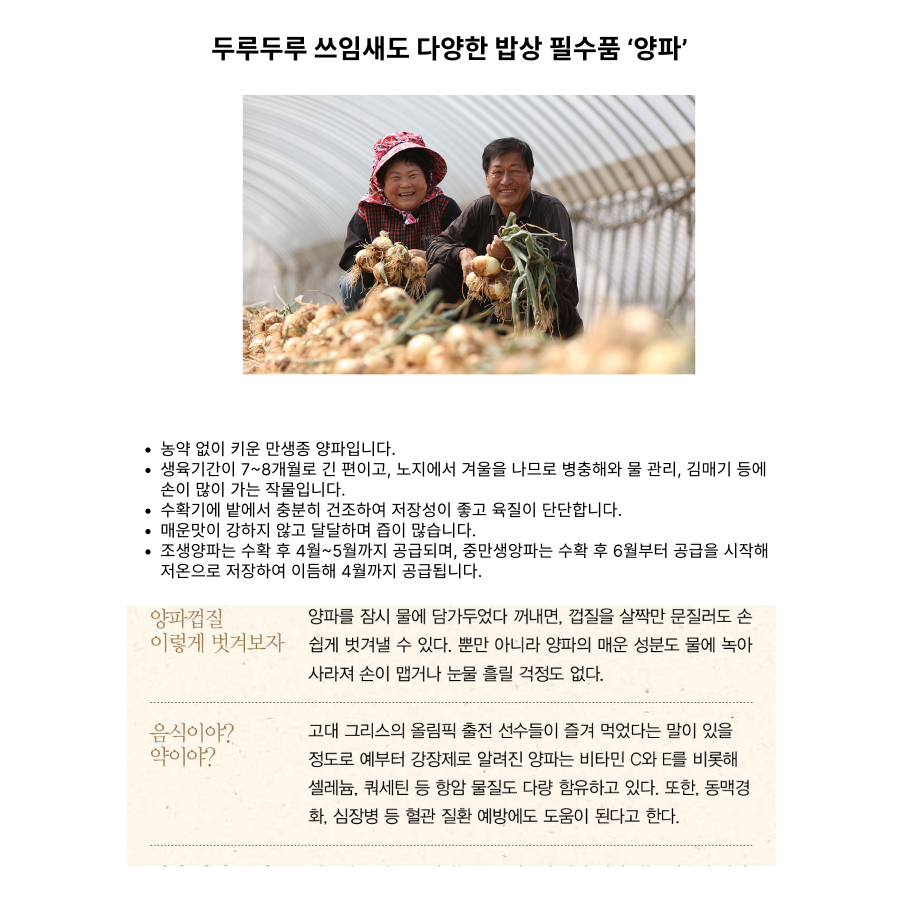 두루두루 쓰임새도 다양한 밥상 필수품 ‘양파’
• 농약 없이 키운 만생종 양파입니다.
• 생육기간이 7~8개월로 긴 편이고, 노지에서 겨울을 나므로 병충해와 물 관리, 김매기 등에
손이 많이 가는 작물입니다.
• 수확기에 밭에서 충분히 건조하여 저장성이 좋고 육질이 단단합니다.
• 매운맛이 강하지 않고 달달하며 즙이 많습니다.
• 조생양파는 수확 후 4월~5월까지 공급되며, 중만생앙파는 수확 후 6월부터 공급을 시작해
저온으로 저장하여 이듬해 4월까지 공급됩니다.
양파껍질
이렇게 벗겨보자
양파를 잠시 물에 담가두었다 꺼내면, 껍질을 살짝만 문질러도 손
쉽게 벗겨낼 수 있다. 뿐만 아니라 양파의 매운 성분도 물에 녹아
사라져 손이 맵거나 눈물 흘릴 걱정도 없다.
음식이야?
약이야?
고대 그리스의 올림픽 출전 선수들이 즐겨 먹었다는 말이 있을
정도로 예부터 강장제로 알려진 양파는 비타민 C와 E를 비롯해
셀레늄, 쿼세틴 등 항암 물질도 다량 함유하고 있다. 또한, 동맥경
화, 심장병 등 혈관 질환 예방에도 도움이 된다고 한다.